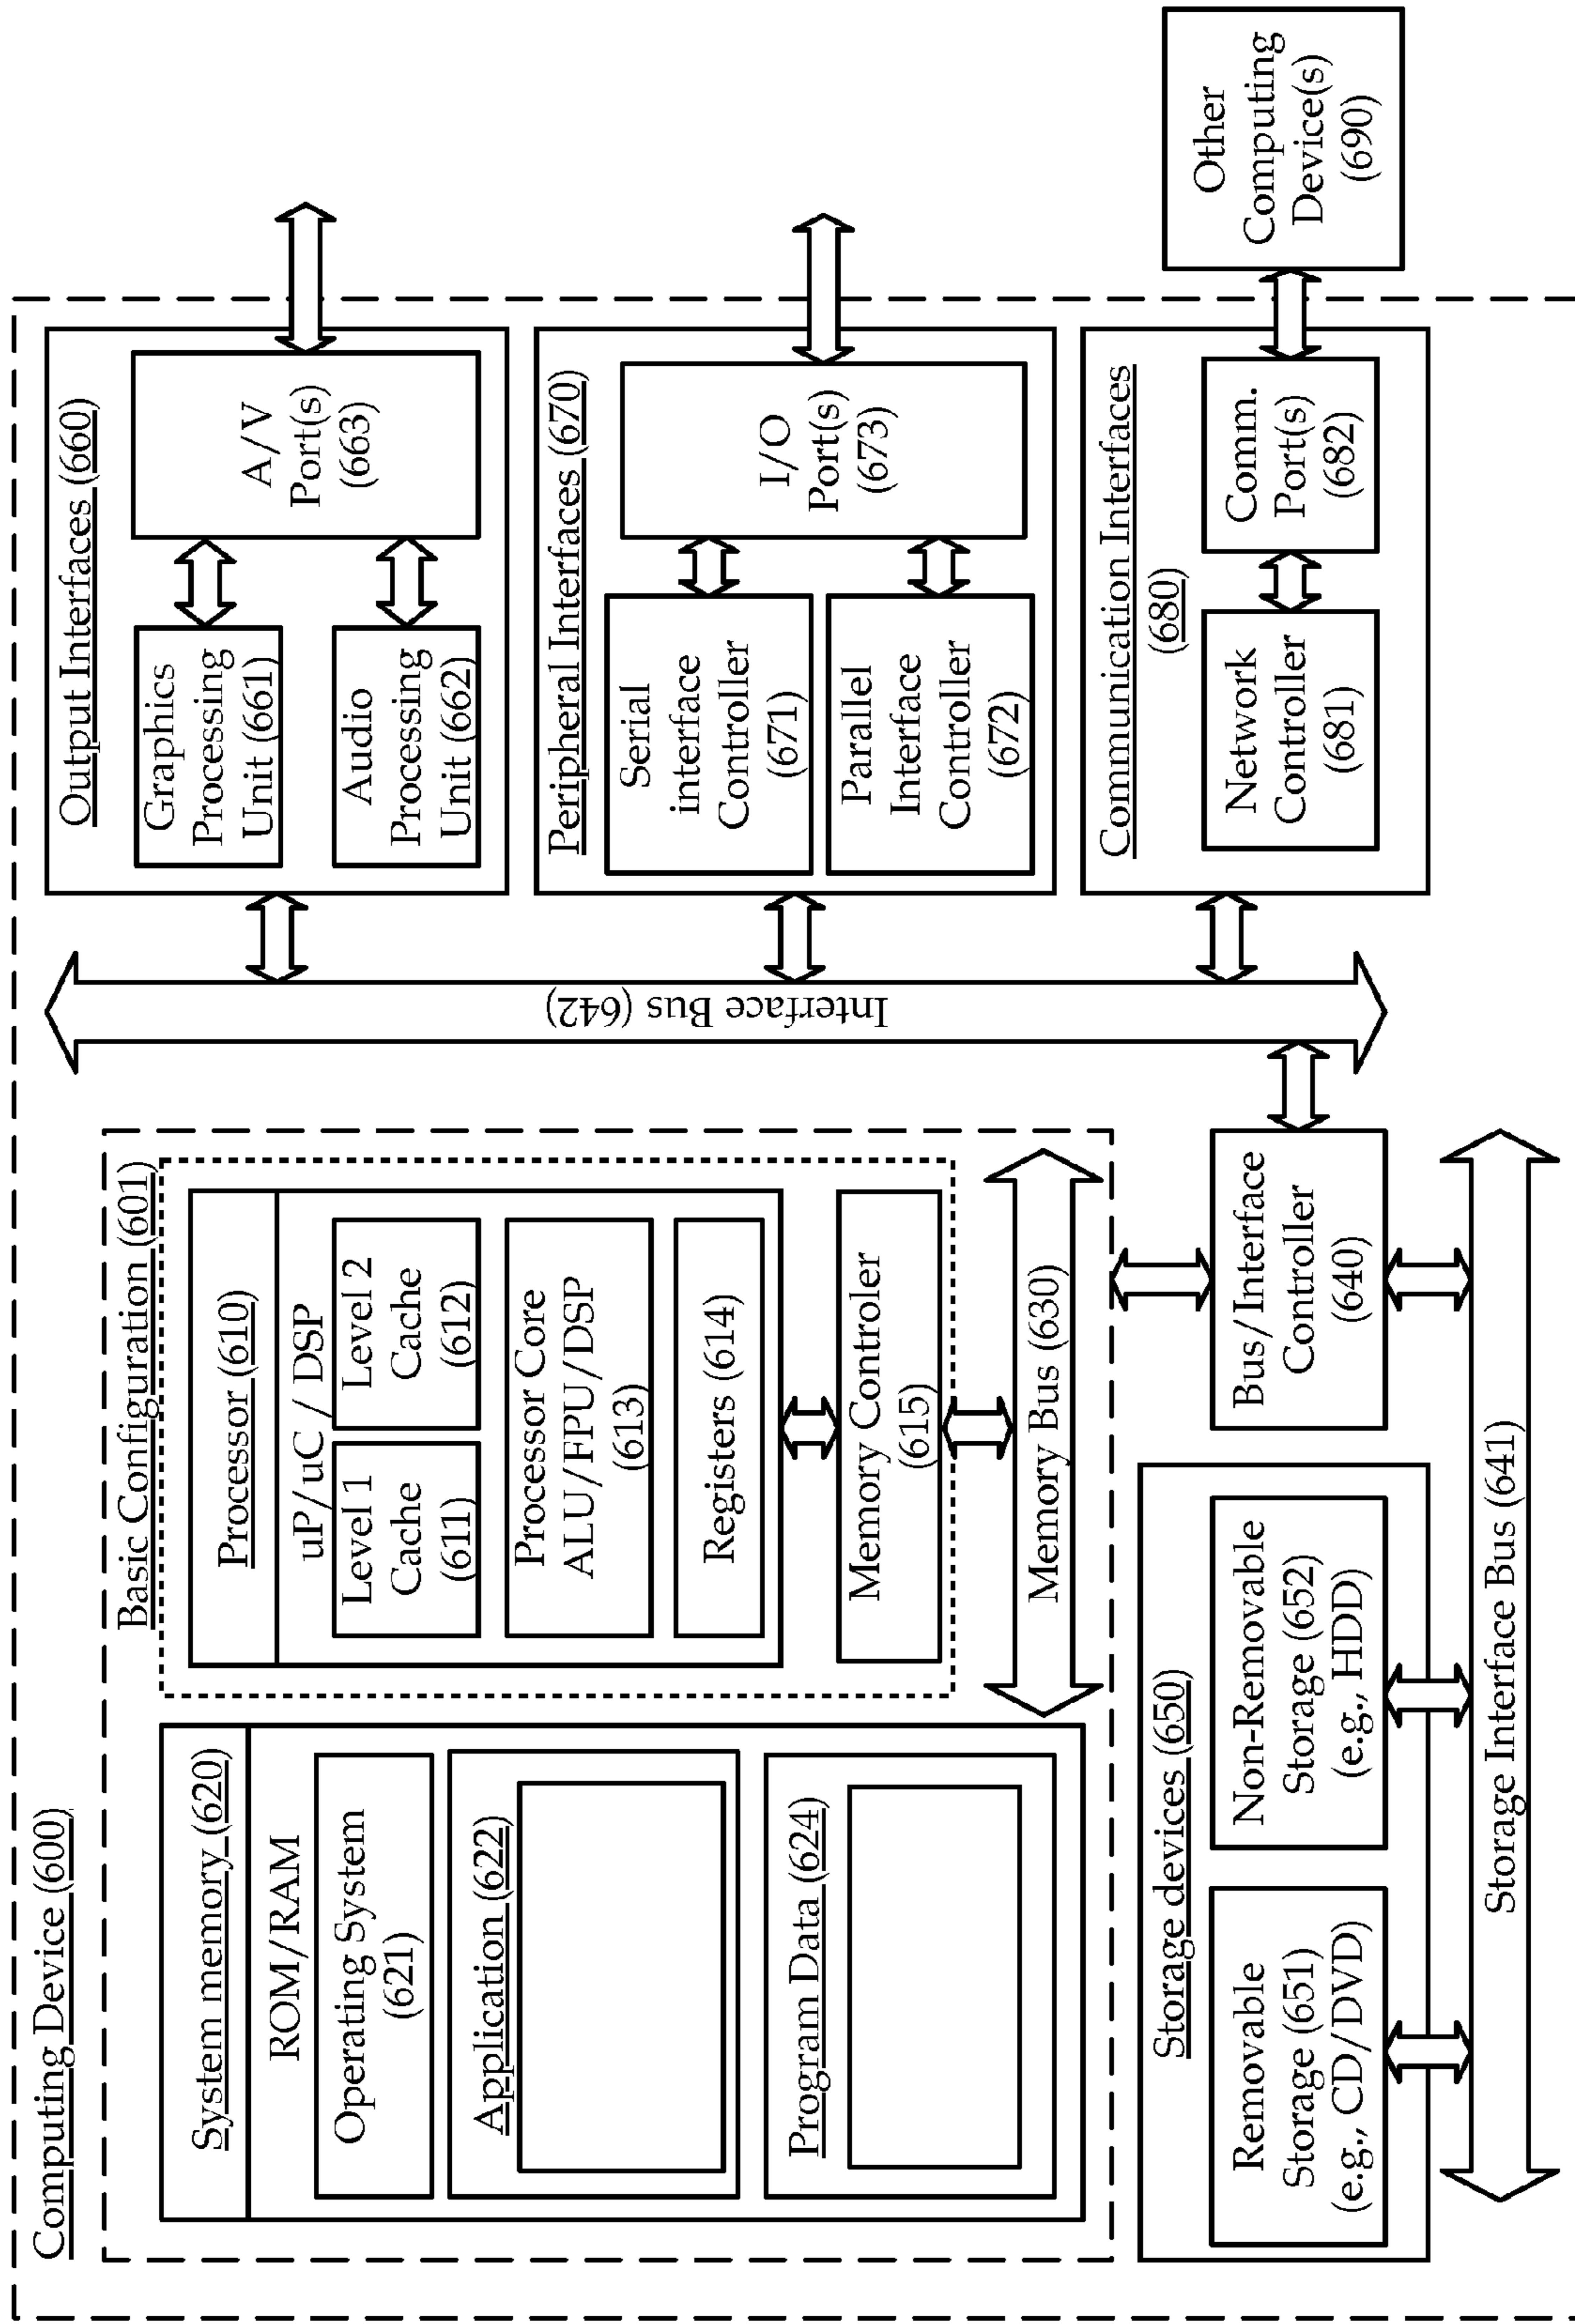 Computing Device (600)
Basic Configuration (601)
System memory (620)
ROM/RAM
Operating System
(621)
Application (622)
Program Data (624)
Processor (610)
uP/uC / DSP
Level 1
Cache
(611)
Level 2
Cache
(612)
Processor Core
ALU/FPU/DSP
(613)
Registers (614)
Memory Controler
(615)
Memory Bus (630)
Storage devices (650)
Removable
Storage (651)
(e.g., CD/DVD)
Non-Removable
Storage (652)
(e.g., HDD)
Bus/Interface
Controller
(640)
Storage Interface Bus (641)
Interface Bus (642)
Output Interfaces (660)
Graphics
Processing
Unit (661)
Audio
Processing
Unit (662)
A/V
Port(s)
(663)
Peripheral Interfaces (670)
Serial
interface
Controller
(671)
Parallel
Interface
Controller
(672)
I/O
Port(s)
(673)
Communication Interfaces
(680)
Network
Controller
(681)
Comm.
Port(s)
(682)
Other
Computing
Device(s)
(690)